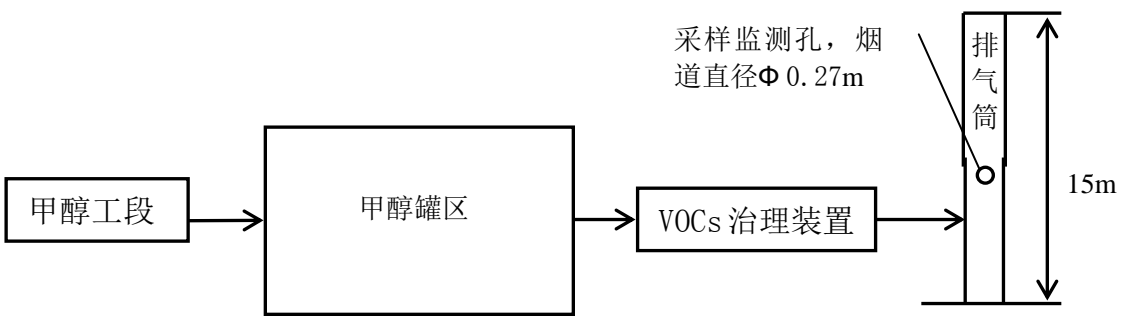 采样监测孔，烟
道直径Φ0.27m
排
气
筒
甲醇工段
甲醇罐区
VOCs治理装置
15m